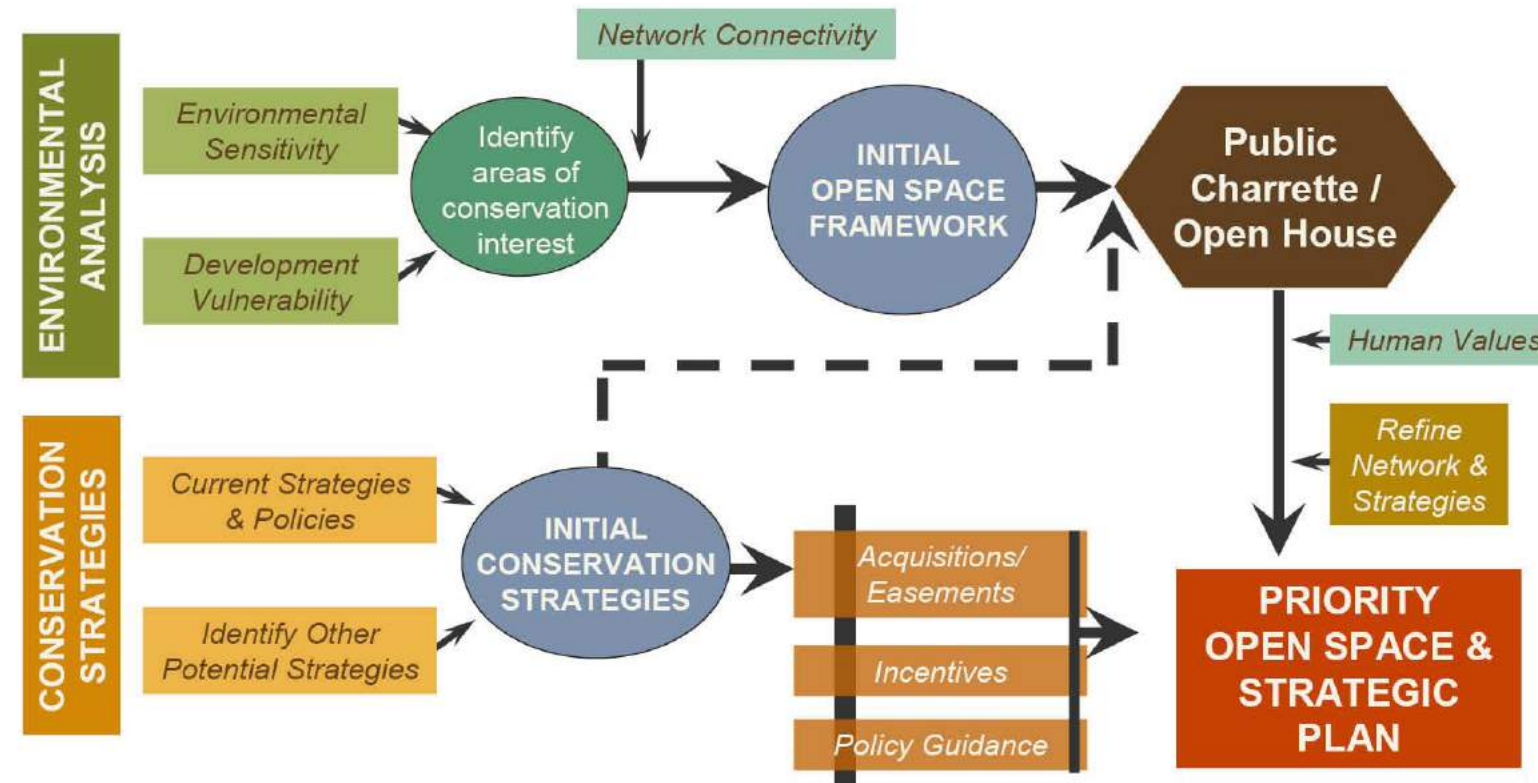 ENVIRONMENTAL
ANALYSIS
Environmental
Sensitivity
Development
Vulnerability
Identify
areas of
conservation
interest
Network Connectivity
INITIAL
OPEN SPACE
FRAMEWORK
Public
Charrette /
Open House
Human Values
Refine
Network &
Strategies
CONSERVATION
STRATEGIES
Current Strategies
& Policies
Identify Other
Potential Strategies
INITIAL
CONSERVATION
STRATEGIES
Acquisitions/
Easements
Incentives
Policy Guidance
PRIORITY
OPEN SPACE &
STRATEGIC
PLAN